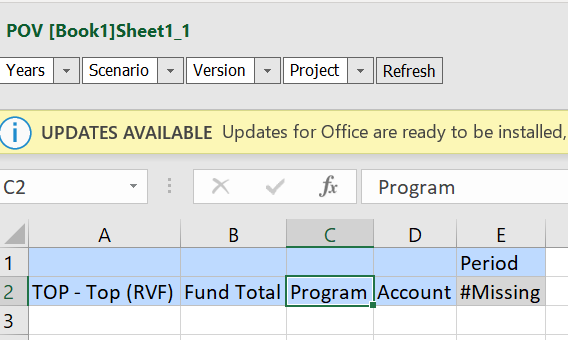 POV [Book1]Sheet1_1
Years Scenario Version Project Refresh
UPDATES AVAILABLE Updates for Office are ready to be installed,
C2 fx Program
A B C D E
1 Period
2 TOP - Top (RVF) Fund Total Program Account #Missing
3